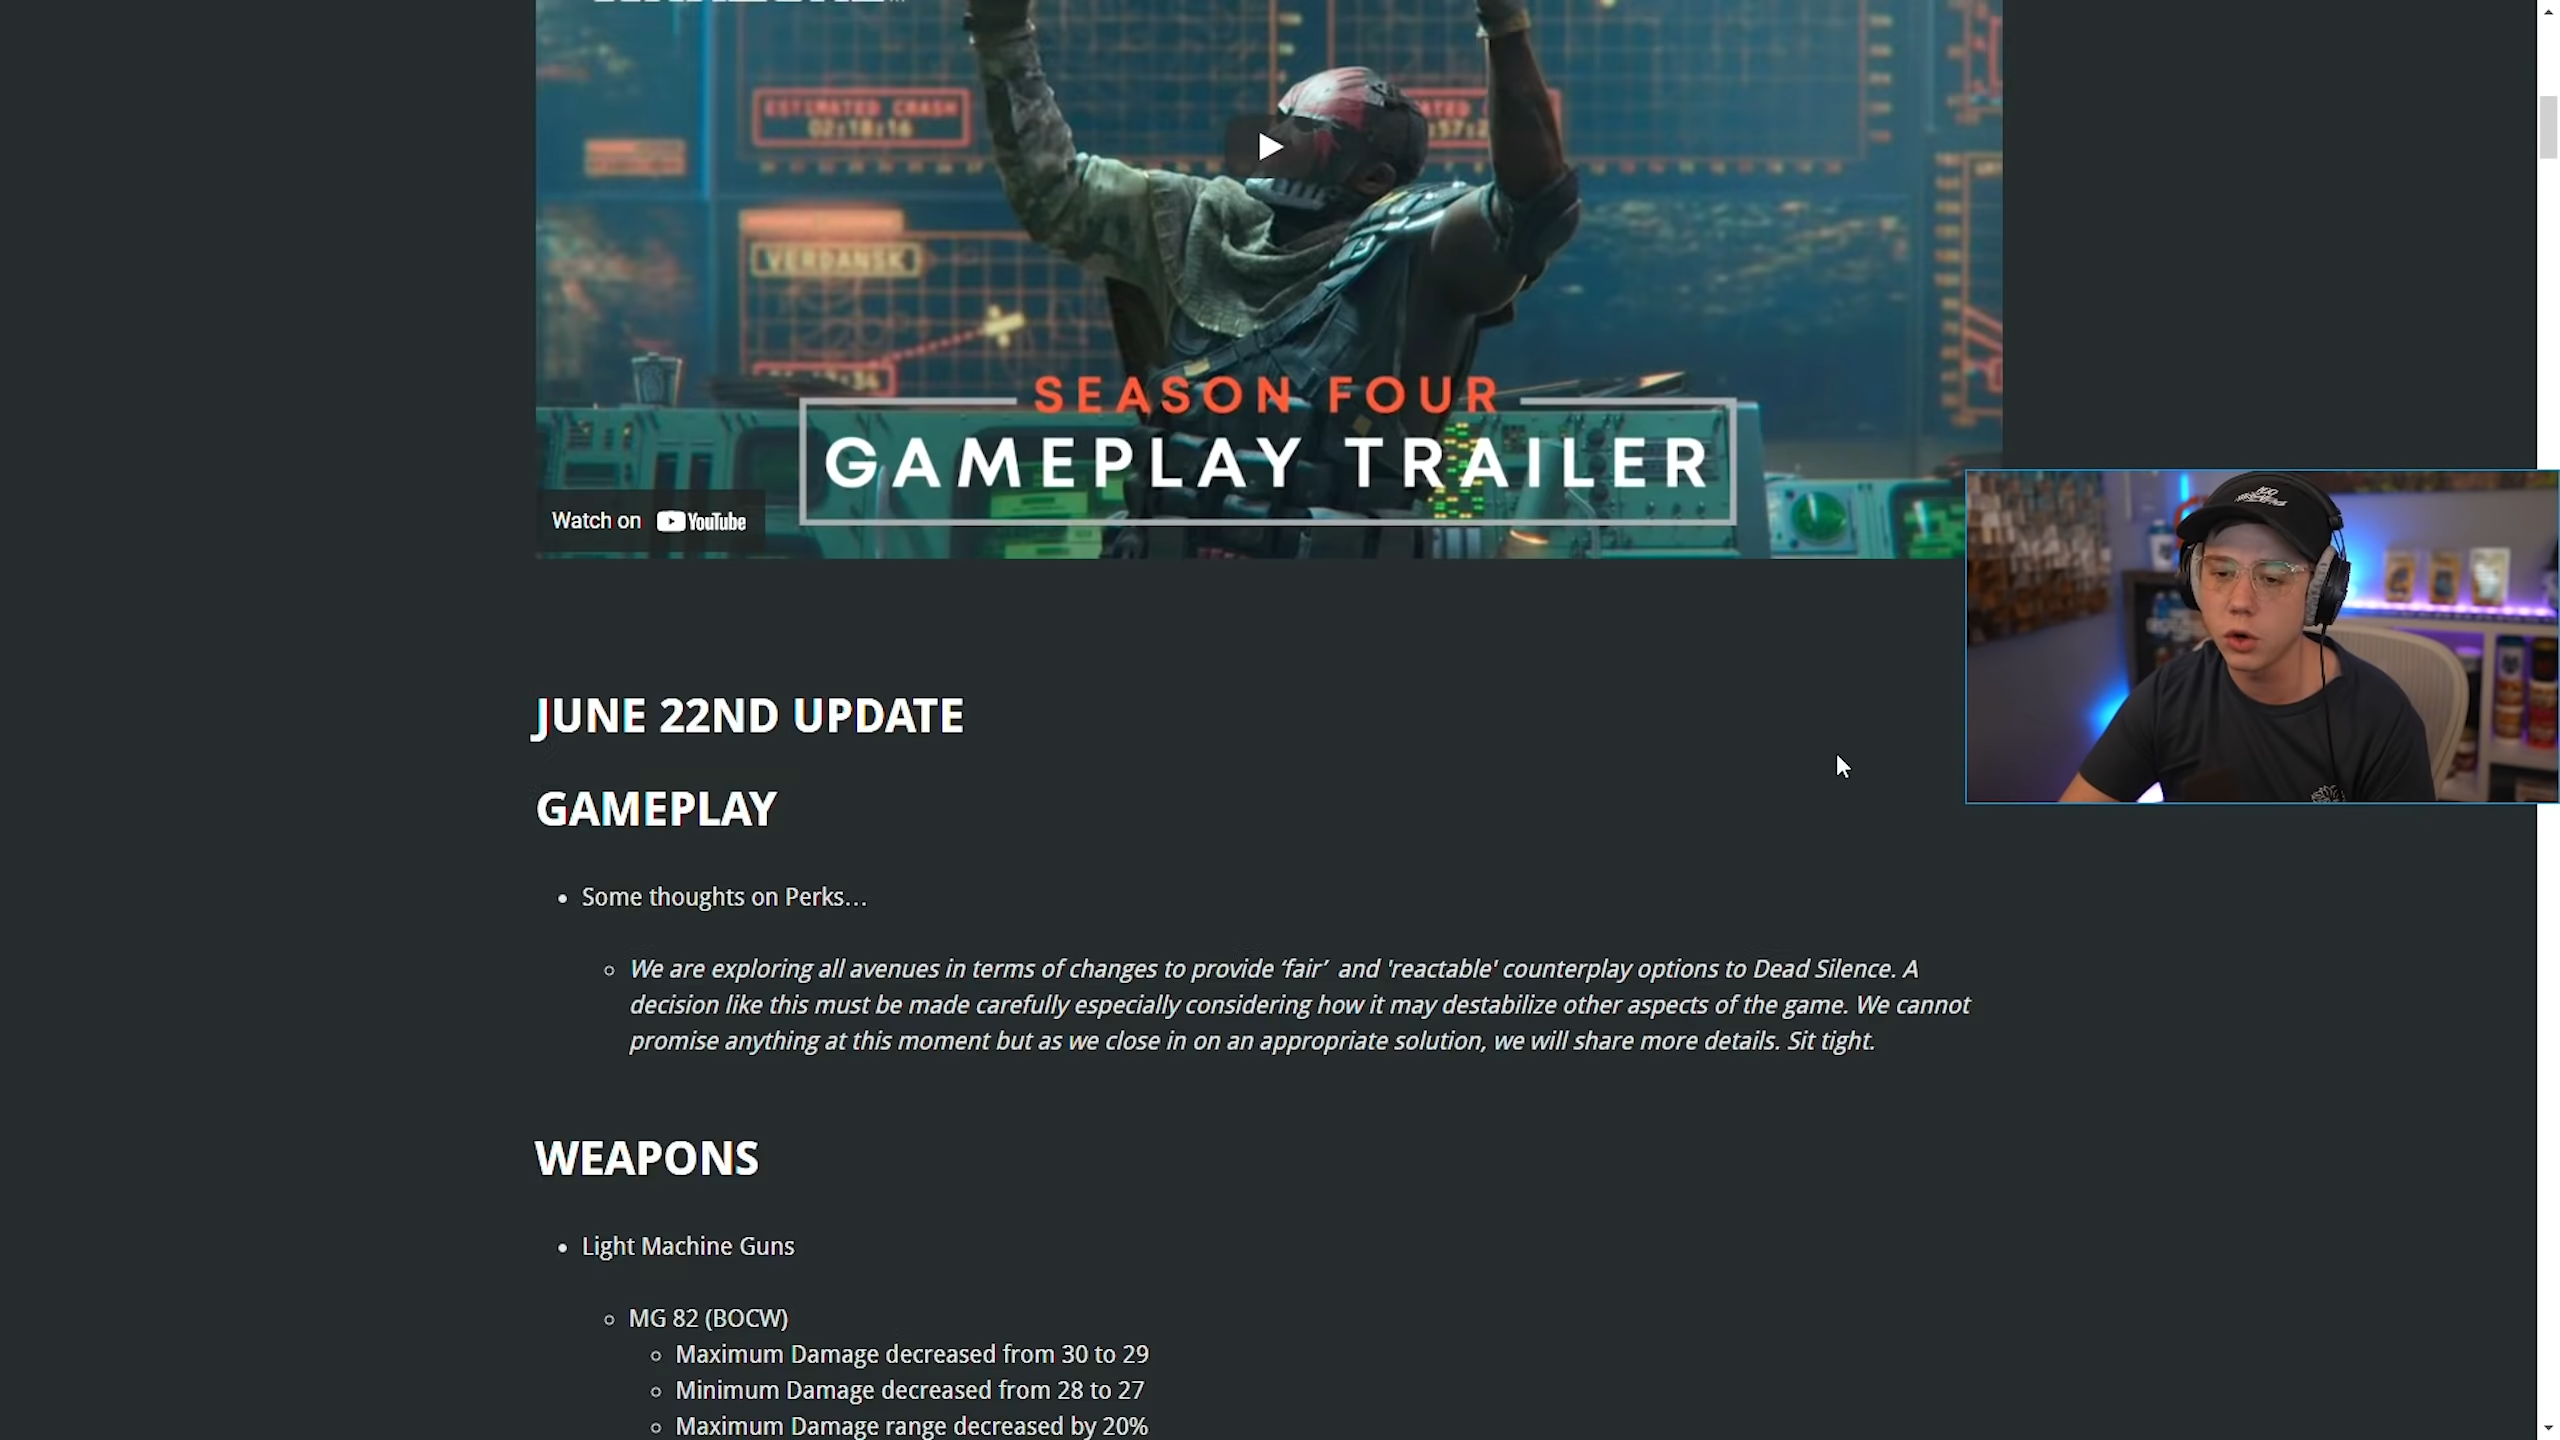 ESTIMATED CRASH
02:18:16
VERDANSK
SEASON FOUR
GAMEPLAY TRAILER
Watch on YouTube
JUNE 22ND UPDATE
GAMEPLAY
• Some thoughts on Perks…
◦ We are exploring all avenues in terms of changes to provide ‘fair’ and 'reactable' counterplay options to Dead Silence. A
decision like this must be made carefully especially considering how it may destabilize other aspects of the game. We cannot
promise anything at this moment but as we close in on an appropriate solution, we will share more details. Sit tight.
WEAPONS
• Light Machine Guns
◦ MG 82 (BOCW)
◦ Maximum Damage decreased from 30 to 29
◦ Minimum Damage decreased from 28 to 27
◦ Maximum Damage range decreased by 20%